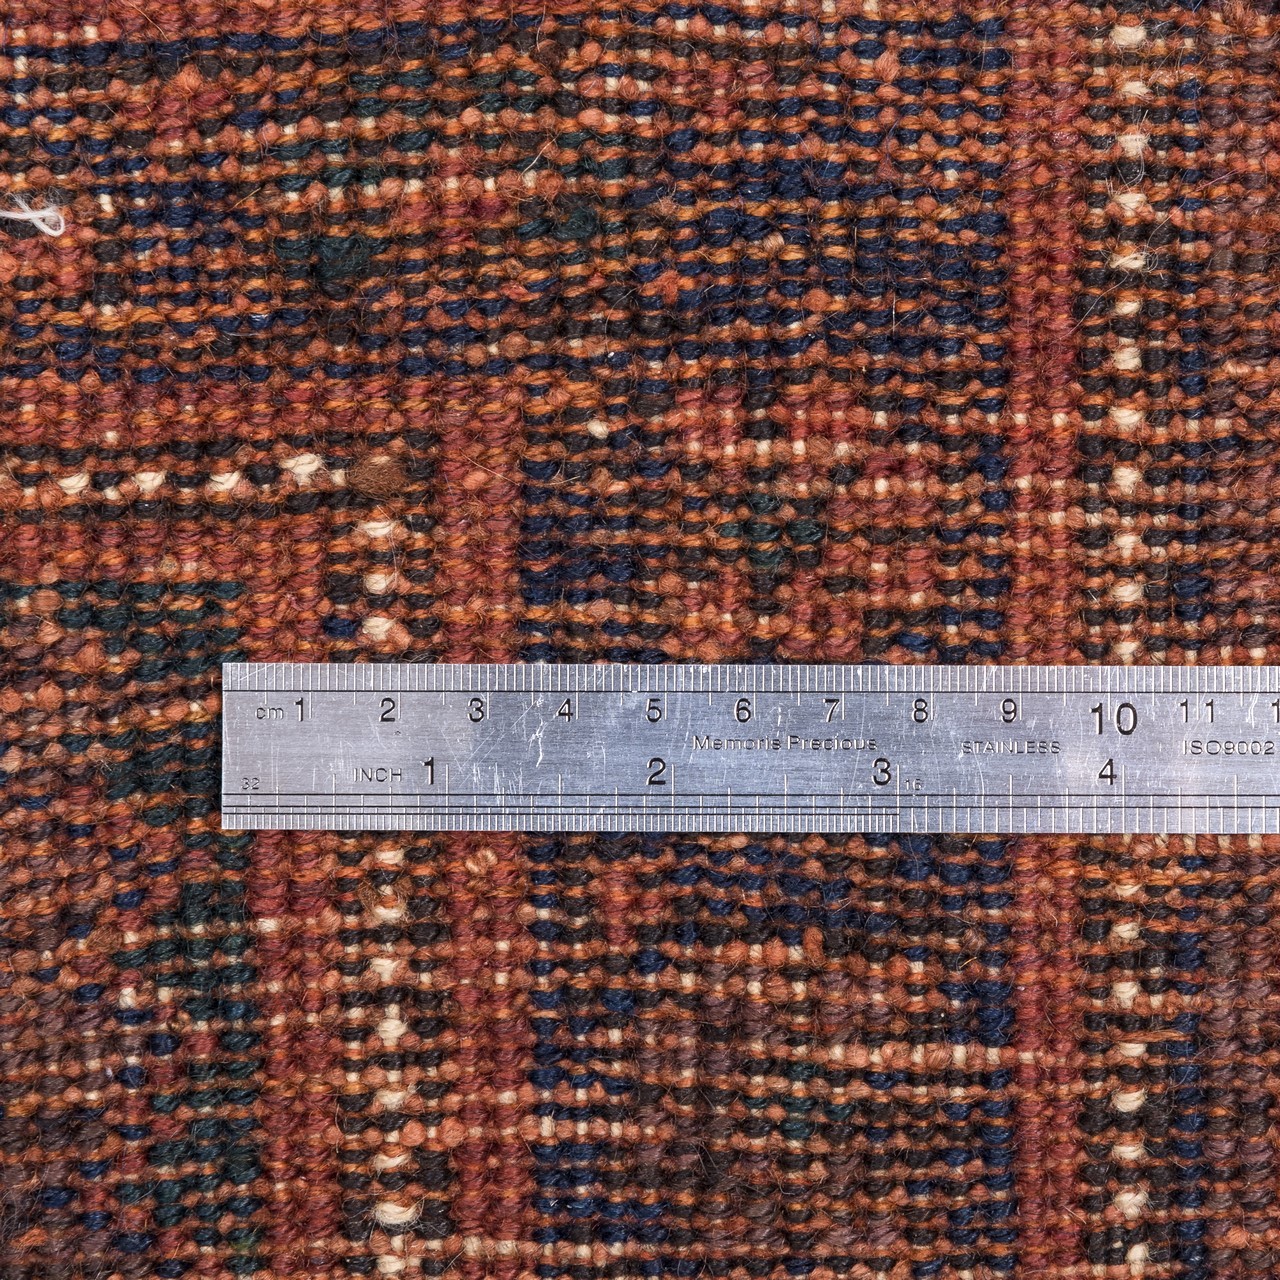 cm 1 2 3 4 5 6 7 8 9 10 11
Memoris Precious STAINLESS ISO9002
32 INCH 1 2 3 16 4